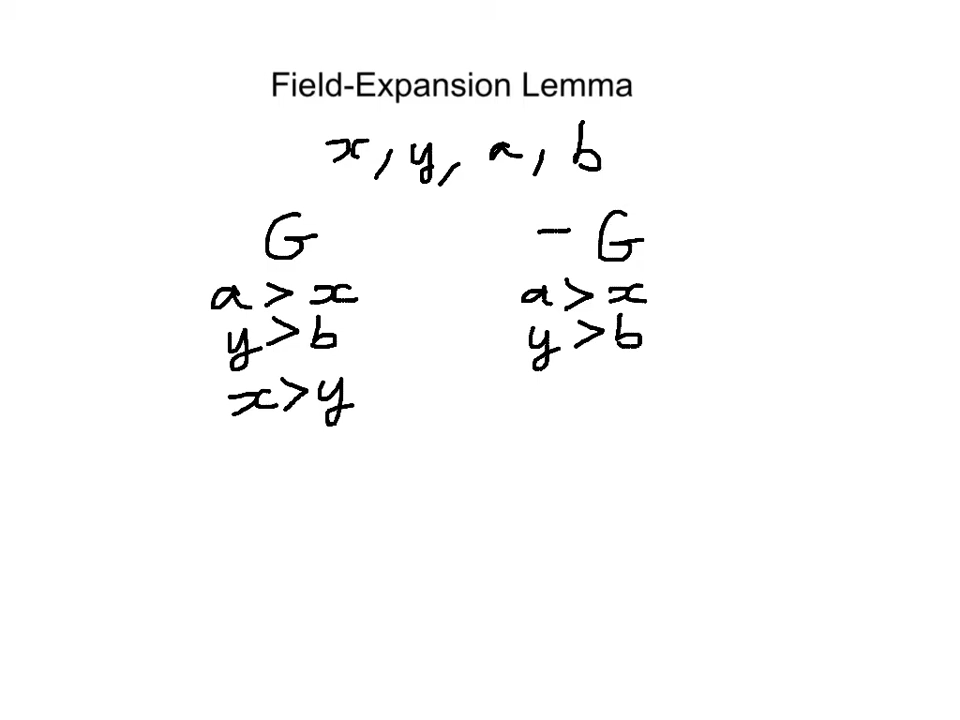 Field-Expansion Lemma
x, y, a, b
G
- G
a > x
a > x
y > b
y > b
x > y